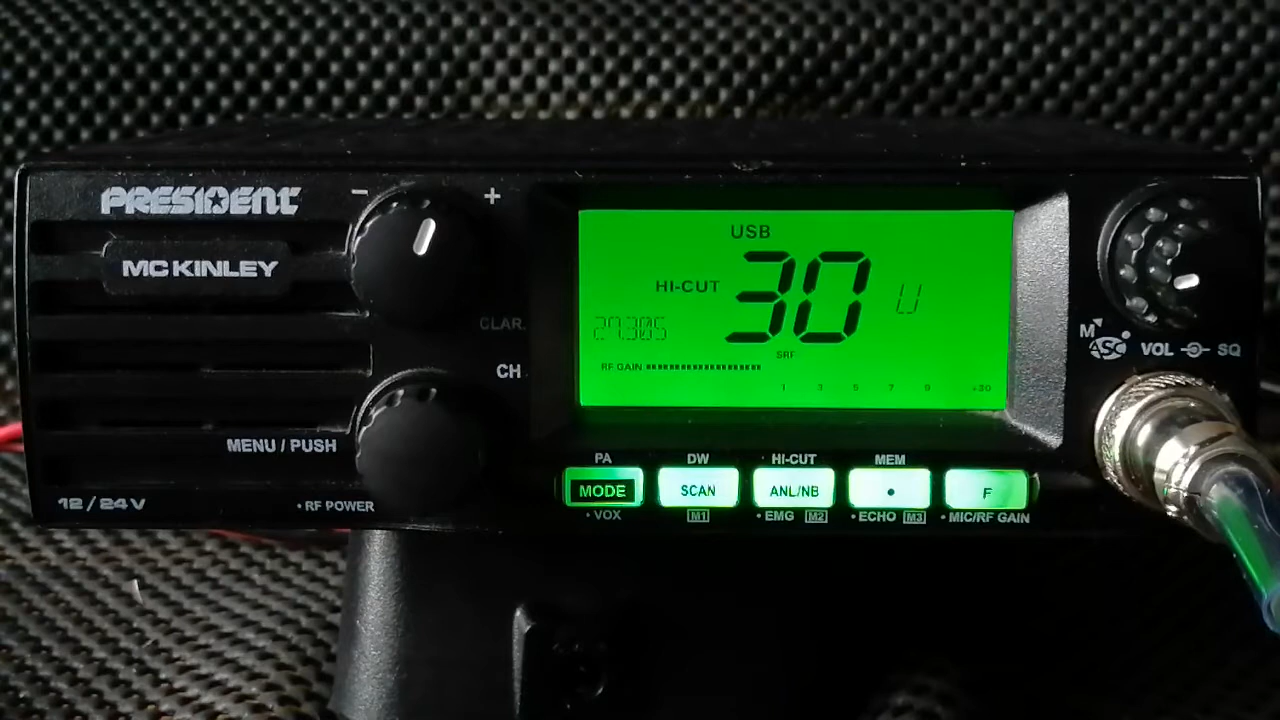 PRESIDENT
MC KINLEY
- +
CLAR.
CH
MENU / PUSH
12 / 24 V
• RF POWER
USB
HI-CUT 30 U
27.305
SRF
RF GAIN
1 3 5 7 9 +30
M ASC VOL SQ
PA DW • HI-CUT MEM
MODE SCAN ANL/NB • F
• VOX M1 • EMG M2 • ECHO M3 • MIC/RF GAIN